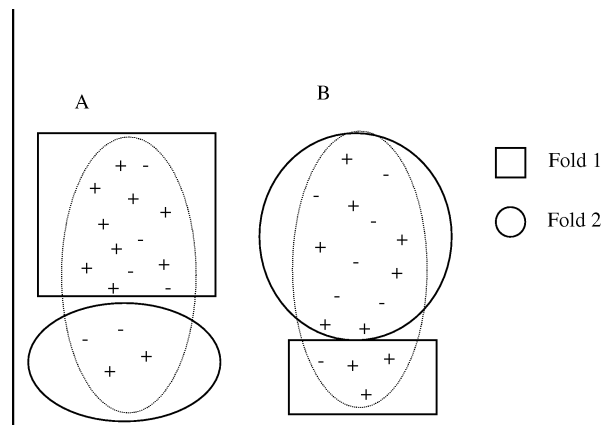 A
B
Fold 1
Fold 2
+ -
+ +
+ +
+ -
+ - +
+ -
- -
+ +
+
-
- +
- -
+ +
- +
- -
+ +
- + +
+